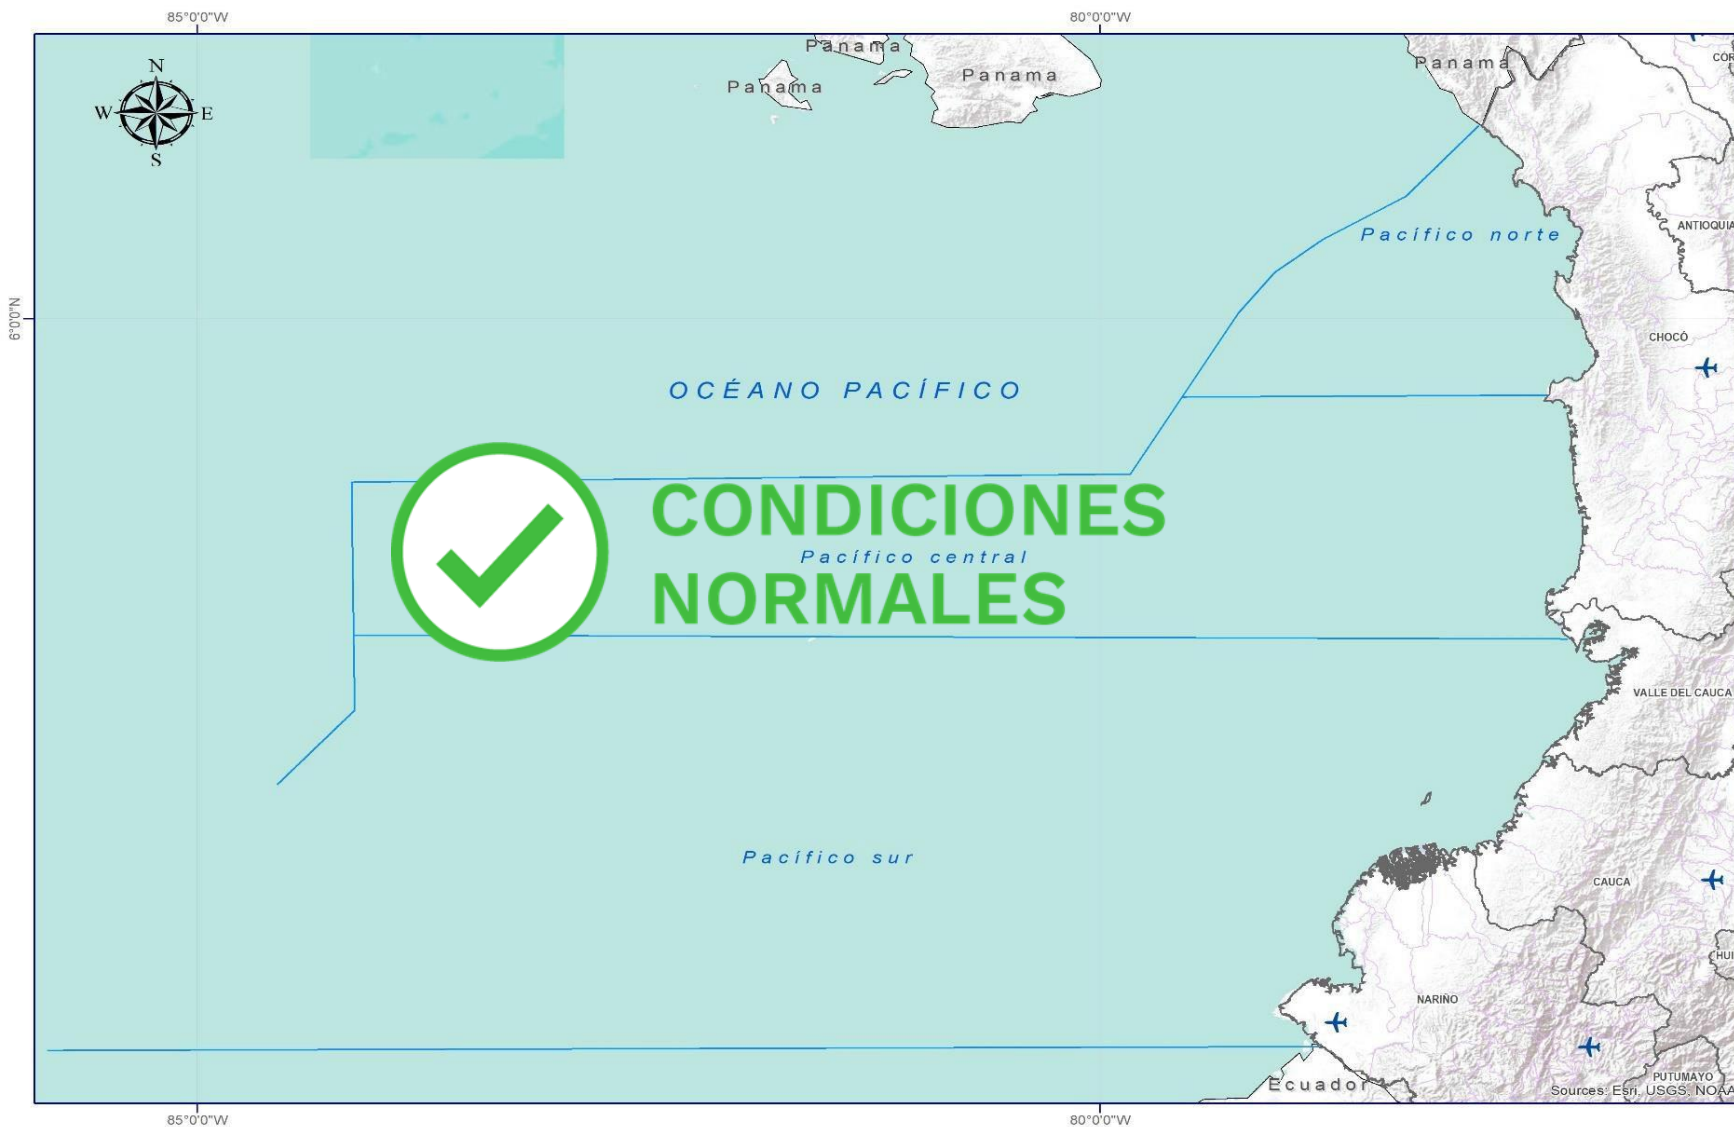 85°0'0"W 80°0'0"W
N
W E
S
Panama
Panama
Panama
Panama
CÓR
Pacífico norte
ANTIOQUIA
6°0'0"N
CHOCÓ
OCÉANO PACÍFICO
CONDICIONES
Pacífico central
NORMALES
VALLE DEL CAUCA
Pacífico sur
CAUCA
HUI
NARIÑO
PUTUMAYO
Ecuador
Sources: Esri, USGS, NOAA
85°0'0"W 80°0'0"W